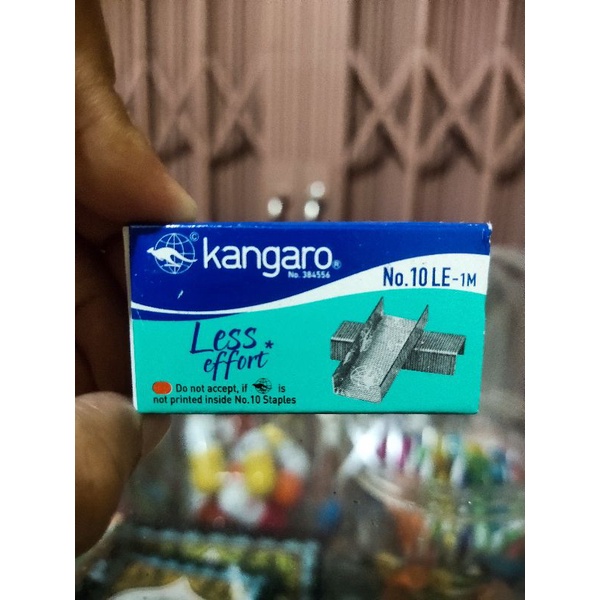 ©
kangaro®
No. 384556
No.10 LE-1M
Less
effort*
Do not accept, if is
not printed inside No.10 Staples